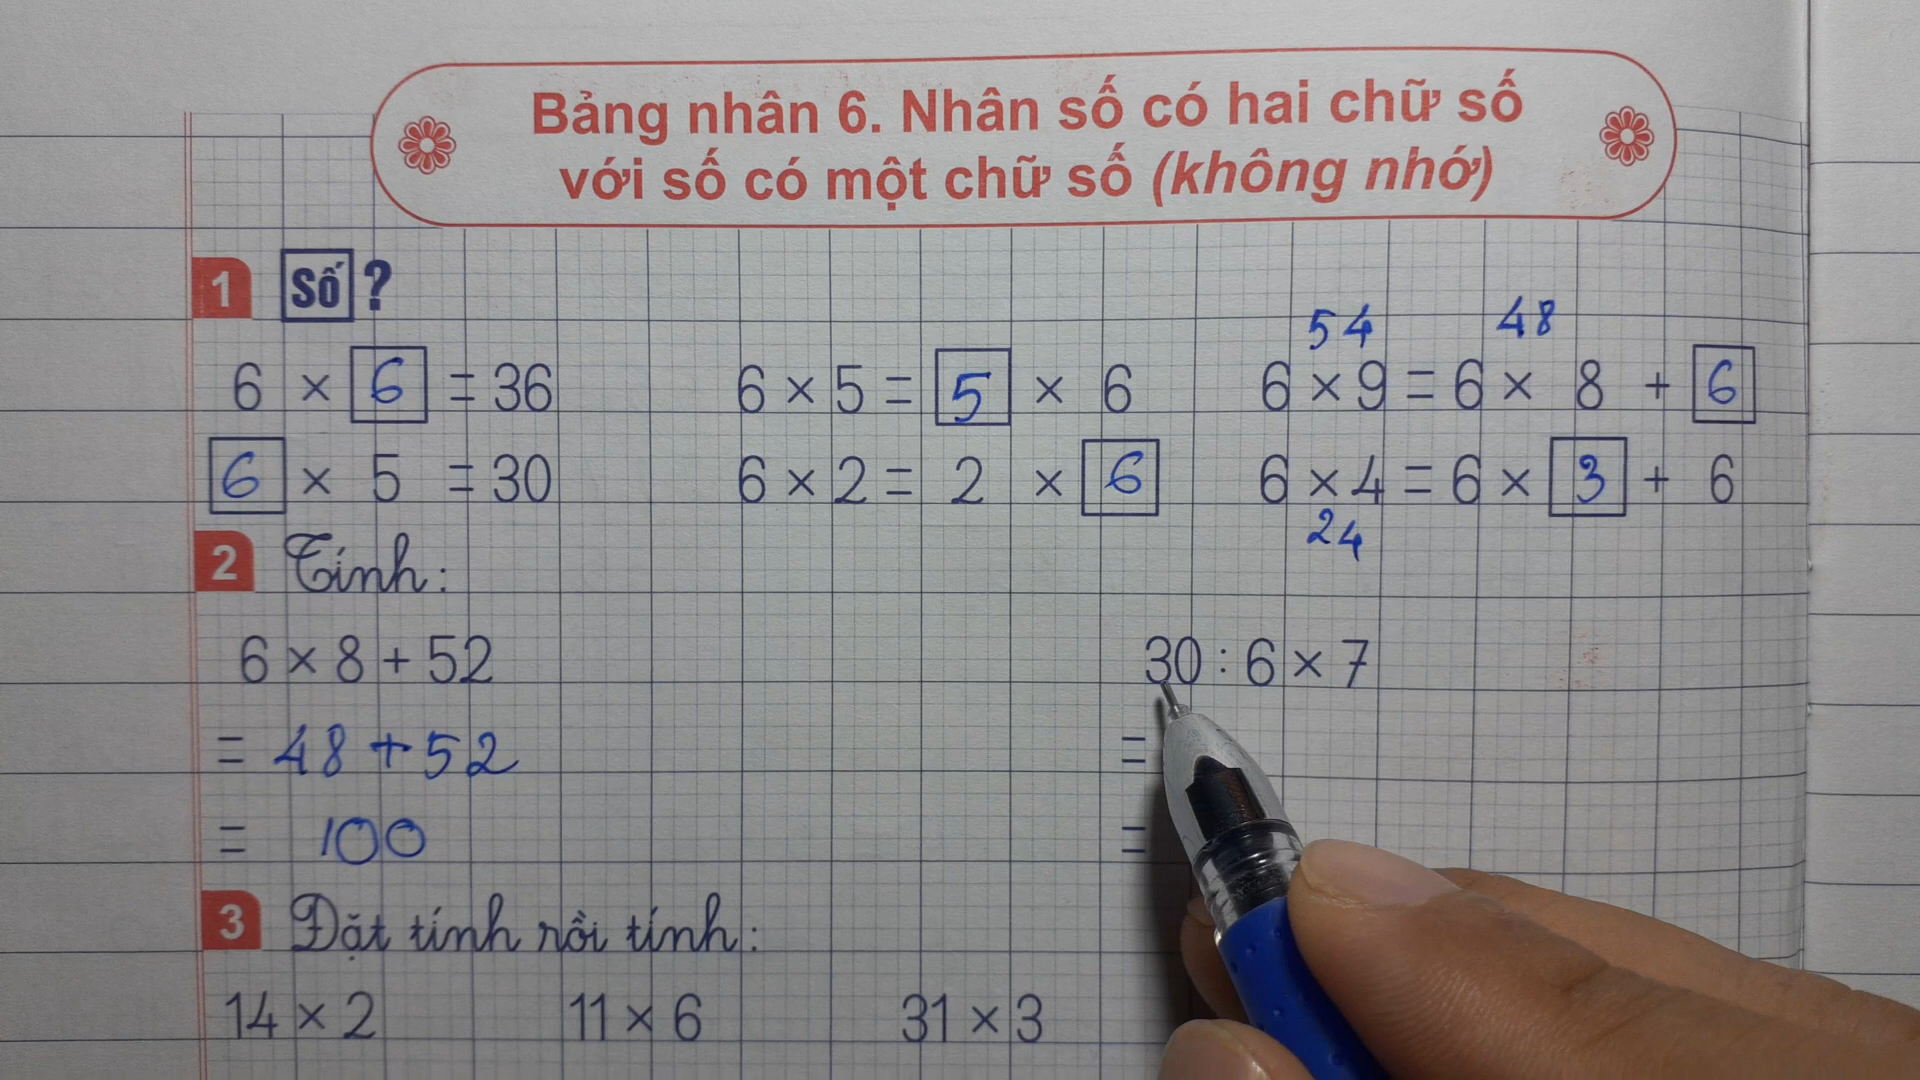 Bảng nhân 6. Nhân số có hai chữ số
với số có một chữ số (không nhớ)
1 Số ?
54 48
6 × 6 = 36 6 × 5 = 5 × 6 6 × 9 = 6 × 8 + 6
6 × 5 = 30 6 × 2 = 2 × 6 6 × 4 = 6 × 3 + 6
24
2 Tính:
6 × 8 + 52 30 : 6 × 7
= 48 + 52 =
= 100 =
3 Đặt tính rồi tính:
14 × 2 11 × 6 31 × 3